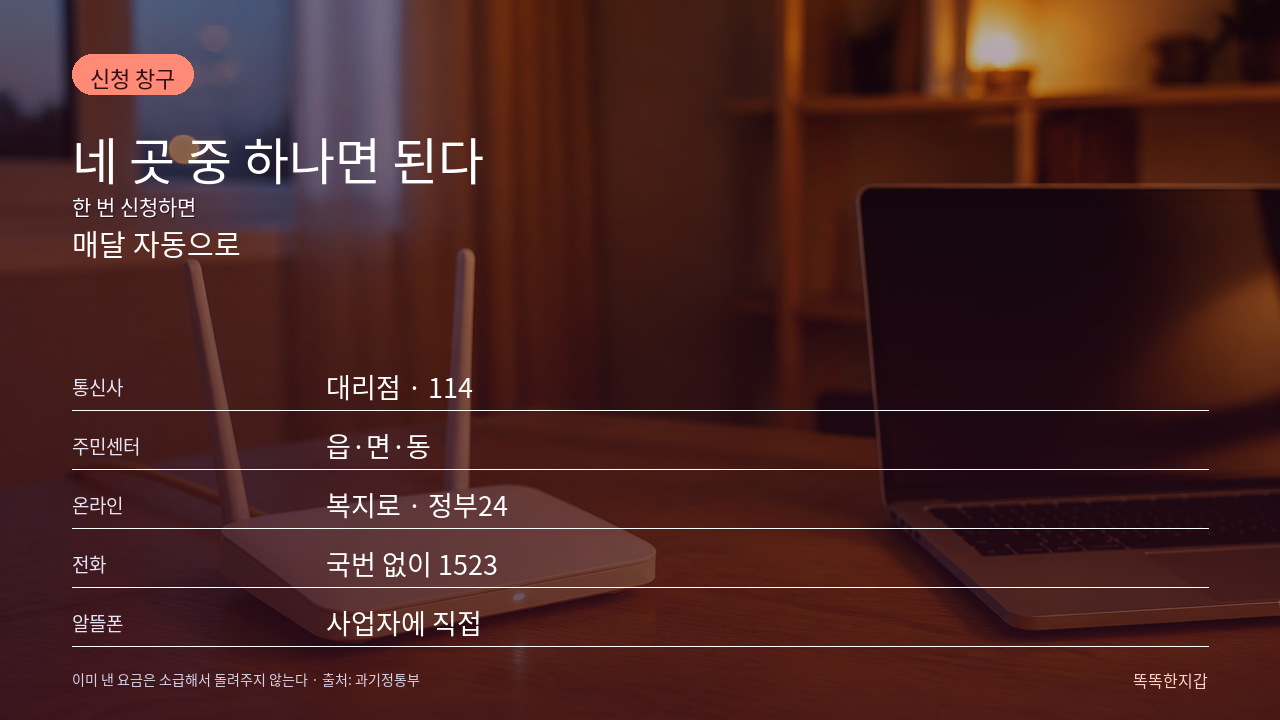 신청 창구
네 곳 중 하나면 된다
한 번 신청하면
매달 자동으로
통신사 대리점 · 114
주민센터 읍·면·동
온라인 복지로 · 정부24
전화 국번 없이 1523
알뜰폰 사업자에 직접
이미 낸 요금은 소급해서 돌려주지 않는다 · 출처: 과기정통부
똑똑한지갑